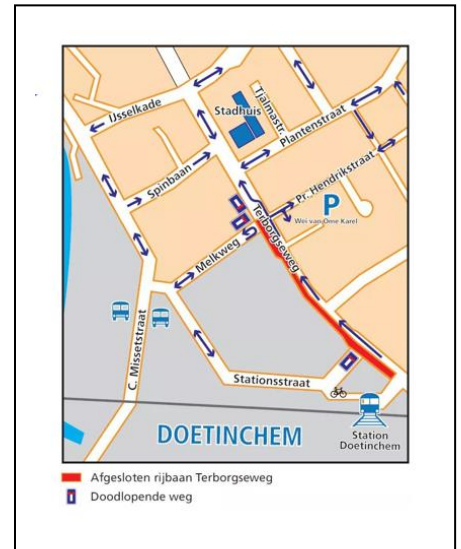 IJsselkade
Stadhuis
Tjalmastr.
Plantenstraat
Spinbaan
Pr. Hendrikstraat
P
Wei van Ome Karel
Terborgseweg
Melkweg
C. Missetstraat
Stationsstraat
DOETINCHEM
Station
Doetinchem
Afgesloten rijbaan Terborgseweg
Doodlopende weg